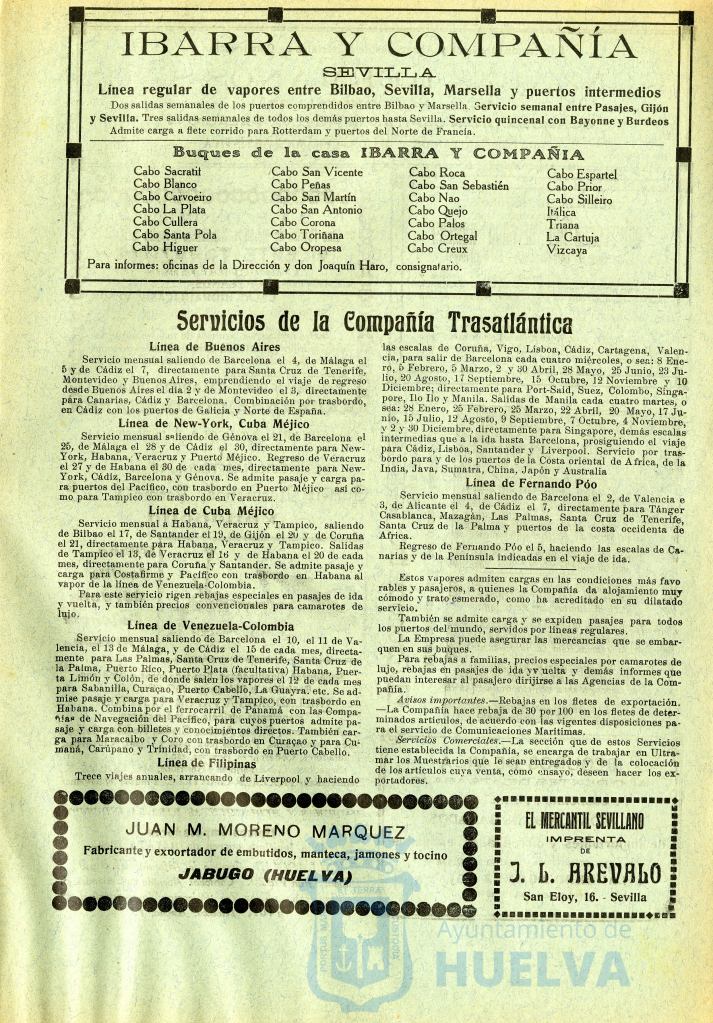 IBARRA Y COMPAÑÍA
SEVILLA
Línea regular de vapores entre Bilbao, Sevilla, Marsella y puertos intermedios
Dos salidas semanales de los puertos comprendidos entre Bilbao y Marsella. Servicio semanal entre Pasajes, Gijón
y Sevilla. Tres salidas semanales de todos los demás puertos hasta Sevilla. Servicio quincenal con Bayonne y Burdeos
Admite carga a flete corrido para Rotterdam y puertos del Norte de Francia.
Buques de la casa IBARRA Y COMPAÑIA
Cabo Sacratif
Cabo Blanco
Cabo Carvoeiro
Cabo La Plata
Cabo Cullera
Cabo Santa Pola
Cabo Higuer
Cabo San Vicente
Cabo Peñas
Cabo San Martín
Cabo San Antonio
Cabo Corona
Cabo Toriñana
Cabo Oropesa
Cabo Roca
Cabo San Sebastién
Cabo Nao
Cabo Quejo
Cabo Palos
Cabo Ortegal
Cabo Creux
Cabo Espartel
Cabo Prior
Cabo Silleiro
Itálica
Triana
La Cartuja
Vizcaya
Para informes: oficinas de la Dirección y don Joaquín Haro, consignatario.
Servicios de la Compañía Trasatlántica
Línea de Buenos Aires
Servicio mensual saliendo de Barcelona el 4, de Málaga el
5 y de Cádiz el 7, directamente para Santa Cruz de Tenerife,
Montevideo y Buenos Aires, emprendiendo el viaje de regreso
desde Buenos Aires el dia 2 y de Montevideo el 3, directamente
pára Canarias, Cádiz y Barcelona. Combinación por trasbordo,
en Cádiz con los puertos de Galicia y Norte de España.
Línea de New-York, Cuba Méjico
Servicio mensual saliendo de Génova el 21, de Barcelona el
25, de Málaga el 28 y de Cádiz el 30, directamente para New-
York, Habana, Veracruz y Puerto Méjico. Regreso de Veracruz
el 27 y de Habana el 30 de cada mes, directamente para New-
York, Cádiz, Barcelona y Génova. Se admite pasaje y carga pa-
ra puertos del Pacifico, con trasbordo en Puerto Méjico así co-
mo para Tampico con trasbordo en Veracruz.
Línea de Cuba Méjico
Servicio mensual a Habana, Veracruz y Tampico, saliendo
de Bilbao el 17, de Santander el 19, de Gijón el 20 y de Coruña
el 21, directamente para Habana, Veracruz y Tampico. Salidas
de Tampico el 13, de Veracruz el 16 y de Habana el 20 de cada
mes, directamente para Coruña y Santander. Se admite pasaje y
carga para Costafirme y Pacífico con trasbordo en Habana al
vapor de la línea de Venezuela-Colombia.
Para este servicio rigen rebajas especiales en pasajes de ida
y vuelta, y también precios convencionales para camarotes de
lujo.
Línea de Venezuela-Colombia
Servicio mensual saliendo de Barcelona el 10, el 11 de Va-
lencia, el 13 de Málaga, y de Cádiz el 15 de cada mes, directa-
mente para Las Palmas, Santa Cruz de Tenerife, Santa Cruz de
la Palma, Puerto Rico, Puerto Plata (facultativa) Habana, Puer-
ta Limón y Colón, de donde salen los vapores el 12 de cada mes
para Sabanilla, Curaçao, Puerto Cabello, La Guayra. etc. Se ad-
mise pasaje y carga para Veracruz y Tampico, con trasbordo en
Habana. Combina por el ferrocarril de Panamá con las Compa-
ñias de Navegación del Pacífico, para cuyos puertos admite pa-
saje y carga con billetes y conocimientos directos. También car-
ga para Maracaibo y Coro con trasbordo en Curaçao y para Cu-
maná, Carúpano y Trinidad, con trasbordo en Puerto Cabello.
Línea de Filipinas
Trece viajes anuales, arrancando de Liverpool y haciendo
las escalas de Coruña, Vigo, Lisboa, Cádiz, Cartagena, Valen-
cia, para salir de Barcelona cada cuatro miércoles, o sea: 8 Ene-
ro, 5 Febrero, 5 Marzo, 2 y 30 Abril, 28 Mayo, 25 Junio, 23 Ju-
lio, 20 Agosto, 17 Septiembre, 15 Octubre, 12 Noviembre y 10
Diciembre; directamente para Port-Said, Suez, Colombo, Singa-
pore, Ilo Ilo y Manila. Salidas de Manila cada cuatro martes, o
sea: 28 Enero, 25 Febrero, 25 Marzo, 22 Abril, 20 Mayo, 17 Ju-
nio, 15 Julio, 12 Agosto, 9 Septiembre, 7 Octubre, 4 Noviembre,
y 2 y 30 Diciembre, directamente para Singapore, demás escalas
intermedias que a la ida hasta Barcelona, prosiguiendo el viaje
para Cádiz, Lisboa, Santander y Liverpool. Servicio por tras-
bordo para y de los puertos de la Costa oriental de Africa, de la
India, Java, Sumatra, China, Japón y Australia
Línea de Fernando Póo
Servicio mensual saliendo de Barcelona el 2, de Valencia e
3, de Alicante el 4, de Cádiz el 7, directamente para Tánger
Casablanca, Mazagán, Las Palmas, Santa Cruz de Tenerife,
Santa Cruz de la Palma y puertos de la costa occidenta de
Africa.
Regreso de Fernando Póo el 5, haciendo las escalas de Ca-
narias y de la Península indicadas en el viaje de ida.
Estos vapores admiten cargas en las condiciones más favo
rables y pasajeros, a quienes la Compañía da alojamiento muy
cómodo y trato esmerado, como ha acreditado en su dilatado
servicio.
También se admite carga y se expiden pasajes para todos
los puertos del mundo, servidos por líneas regulares.
La Empresa puede asegurar las mercancias que se embar-
quen en sus buques.
Para rebajas a familias, precios especiales por camarotes de
lujo, rebajas en pasajes de ida y vuelta y demás informes que
puedan interesar al pasajero dirijirse a las Agencias de la Com-
pañía.
Avisos importantes.—Rebajas en los fletes de exportación.
—La Compañía hace rebaja de 30 por 100 en los fletes de deter-
minados artículos, de acuerdo con las vigentes disposiciones pa-
ra el servicio de Comunicaciones Maritimas.
Servicios Comerciales.—La sección que de estos Servicios
tiene establecida la Compañía, se encarga de trabajar en Ultra-
mar los Muestrarios que le sean entregados y de la colocación
de los artículos cuya venta, como ensayo, deseen hacer los ex-
portadores.
JUAN M. MORENO MARQUEZ
Fabricante y exportador de embutidos, manteca, jamones y tocino
JABUGO (HUELVA)
EL MERCANTIL SEVILLANO
IMPRENTA
DE
J. L. AREVALO
San Eloy, 16. - Sevilla
Ayuntamiento de
HUELVA